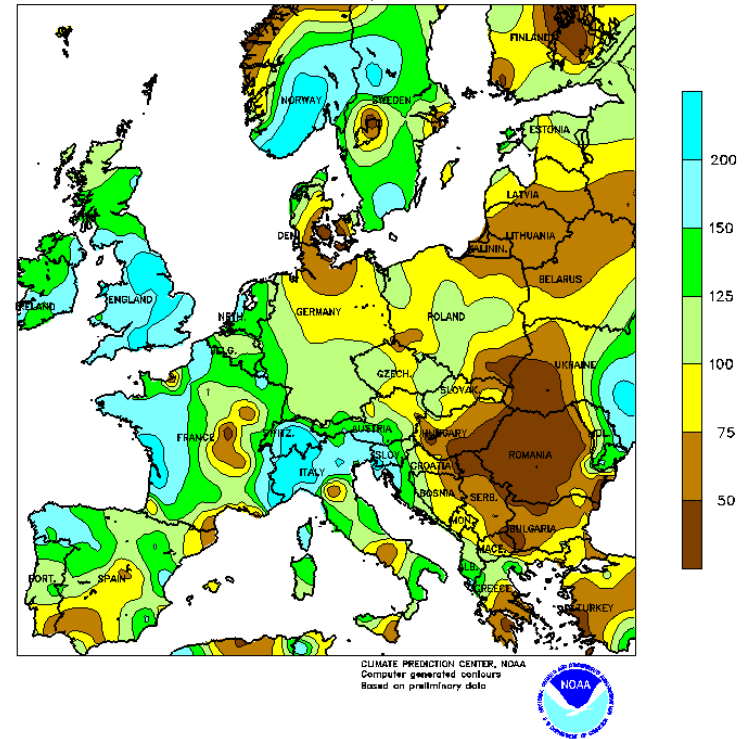 FINLAND
NORWAY
SWEDEN
ESTONIA
LATVIA
LITHUANIA
KALININ.
DEN.
BELARUS
ENGLAND
NETH.
GERMANY
POLAND
BELG.
UKRAINE
CZECH.
SLOVAK.
FRANCE
SWITZ.
AUSTRIA
HUNGARY
ROMANIA
ITALY
SLOV.
CROATIA
BOSNIA
SERB.
MON.
BULGARIA
MACE.
PORT.
SPAIN
GREECE
TURKEY
200
150
125
100
75
50
CLIMATE PREDICTION CENTER, NOAA
Computer generated contours
Based on preliminary data
NOAA